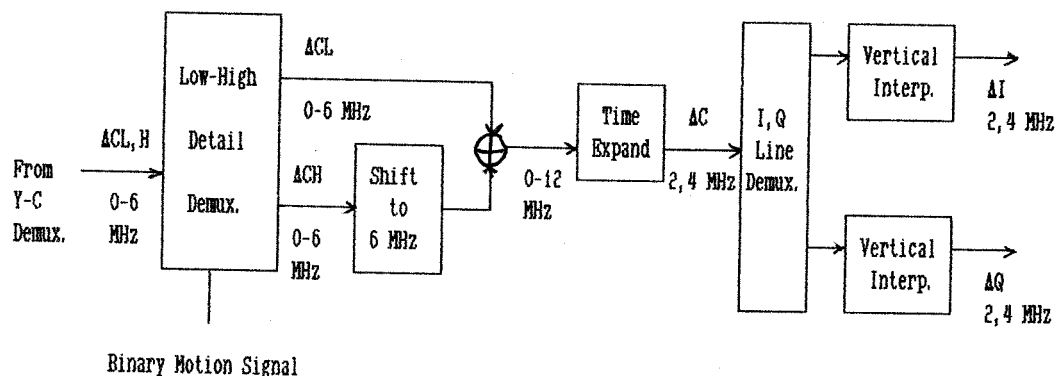 From
Y-C
Demux.
ΔCL,H
0-6
MHz
Low-High
Detail
Demux.
Binary Motion Signal
ΔCL
0-6 MHz
ΔCH
0-6
MHz
Shift
to
6 MHz
0-12
MHz
Time
Expand
ΔC
2,4 MHz
I,Q
Line
Demux.
Vertical
Interp.
ΔI
2,4 MHz
Vertical
Interp.
ΔQ
2,4 MHz